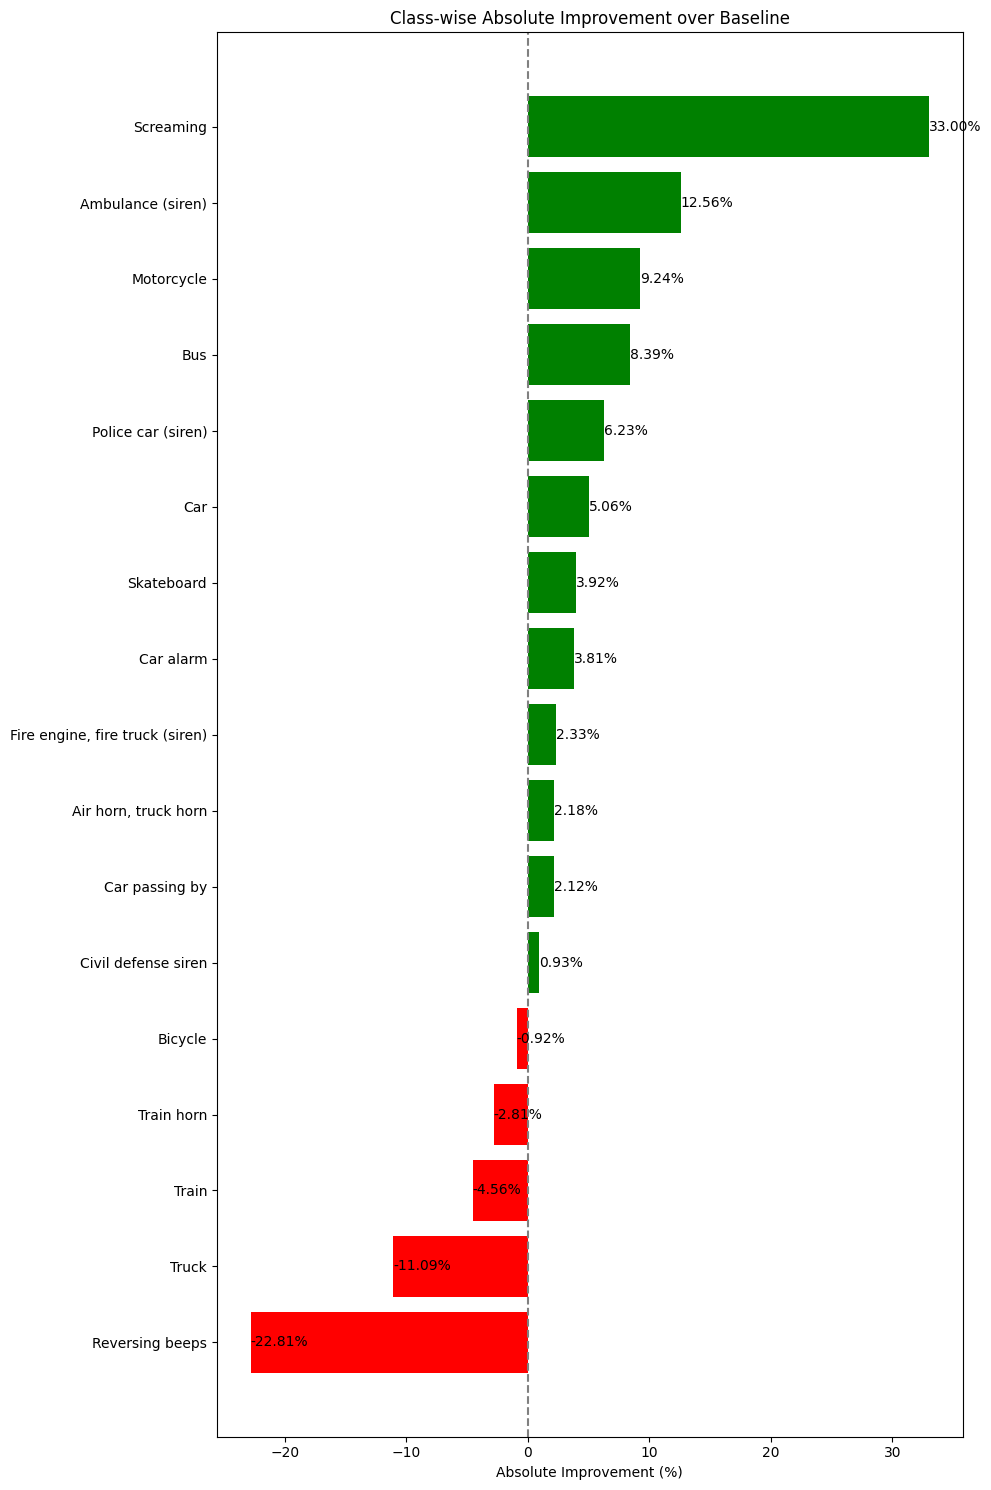 Class-wise Absolute Improvement over Baseline
Screaming 33.00%
Ambulance (siren) 12.56%
Motorcycle 9.24%
Bus 8.39%
Police car (siren) 6.23%
Car 5.06%
Skateboard 3.92%
Car alarm 3.81%
Fire engine, fire truck (siren) 2.33%
Air horn, truck horn 2.18%
Car passing by 2.12%
Civil defense siren 0.93%
Bicycle -0.92%
Train horn -2.81%
Train -4.56%
Truck -11.09%
Reversing beeps -22.81%
−20 −10 0 10 20 30
Absolute Improvement (%)